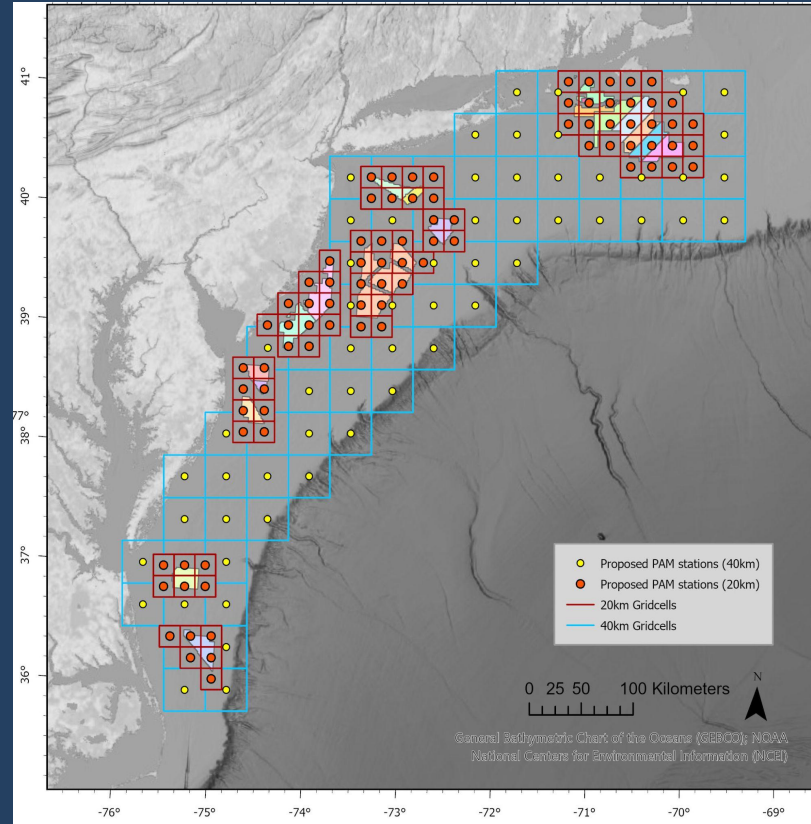 41°
40°
39°
77°
38°
37°
36°
Proposed PAM stations (40km)
Proposed PAM stations (20km)
20km Gridcells
40km Gridcells
0 25 50 100 Kilometers
N
General Bathymetric Chart of the Oceans (GEBCO); NOAA
National Centers for Environmental Information (NCEI)
-76°
-75°
-74°
-73°
-72°
-71°
-70°
-69°